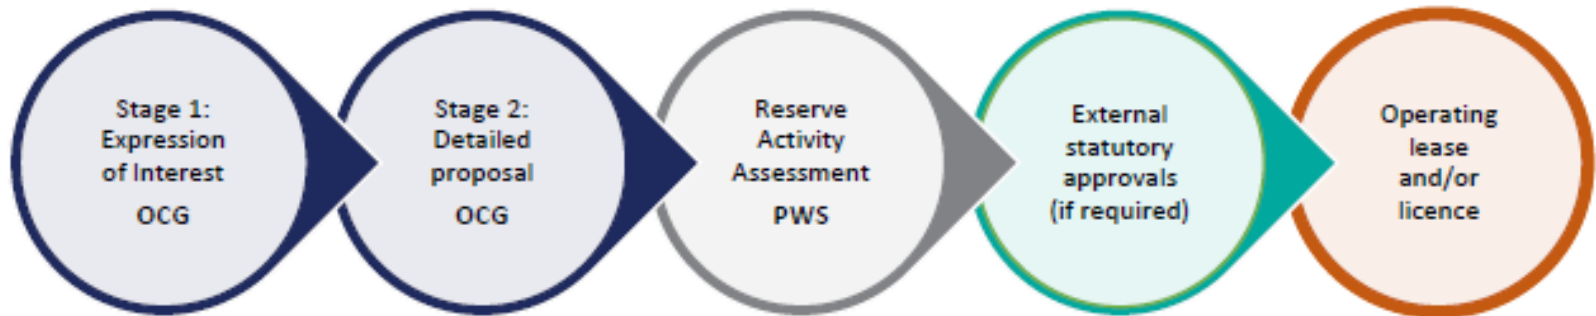 Stage 1:
Expression
of Interest
OCG
Stage 2:
Detailed
proposal
OCG
Reserve
Activity
Assessment
PWS
External
statutory
approvals
(if required)
Operating
lease
and/or
licence